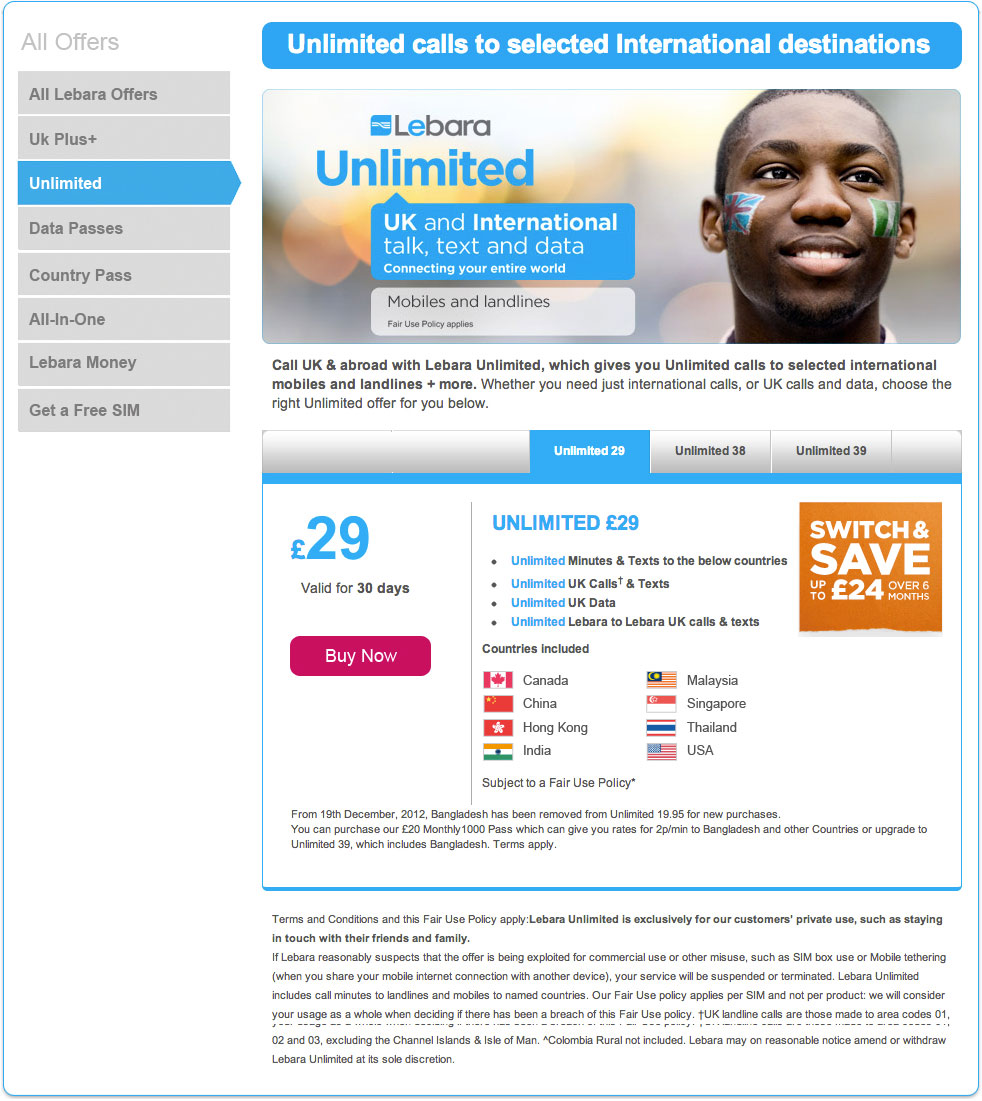 All Offers
All Lebara Offers
Uk Plus+
Unlimited
Data Passes
Country Pass
All-In-One
Lebara Money
Get a Free SIM
Unlimited calls to selected International destinations
Lebara
Unlimited
UK and International
talk, text and data
Connecting your entire world
Mobiles and landlines
Fair Use Policy applies
Call UK & abroad with Lebara Unlimited, which gives you Unlimited calls to selected international
mobiles and landlines + more. Whether you need just international calls, or UK calls and data, choose the
right Unlimited offer for you below.
Unlimited 29
Unlimited 38
Unlimited 39
£29
Valid for 30 days
Buy Now
UNLIMITED £29
• Unlimited Minutes & Texts to the below countries
• Unlimited UK Calls† & Texts
• Unlimited UK Data
• Unlimited Lebara to Lebara UK calls & texts
SWITCH &
SAVE
UP TO £24 OVER 6 MONTHS
Countries included
Canada
China
Hong Kong
India
Malaysia
Singapore
Thailand
USA
Subject to a Fair Use Policy*
From 19th December, 2012, Bangladesh has been removed from Unlimited 19.95 for new purchases.
You can purchase our £20 Monthly1000 Pass which can give you rates for 2p/min to Bangladesh and other Countries or upgrade to
Unlimited 39, which includes Bangladesh. Terms apply.
Terms and Conditions and this Fair Use Policy apply:Lebara Unlimited is exclusively for our customers' private use, such as staying
in touch with their friends and family.
If Lebara reasonably suspects that the offer is being exploited for commercial use or other misuse, such as SIM box use or Mobile tethering
(when you share your mobile internet connection with another device), your service will be suspended or terminated. Lebara Unlimited
includes call minutes to landlines and mobiles to named countries. Our Fair Use policy applies per SIM and not per product: we will consider
your usage as a whole when deciding if there has been a breach of this Fair Use policy. †UK landline calls are those made to area codes 01,
02 and 03, excluding the Channel Islands & Isle of Man. ^Colombia Rural not included. Lebara may on reasonable notice amend or withdraw
Lebara Unlimited at its sole discretion.